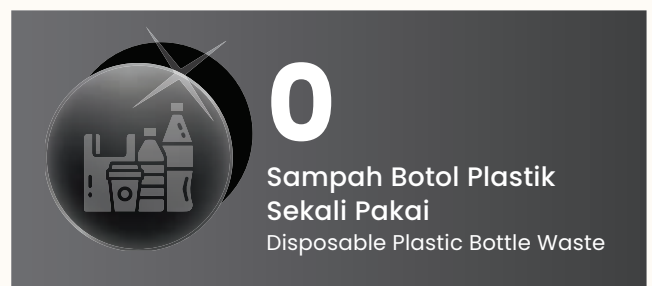 0
Sampah Botol Plastik
Sekali Pakai
Disposable Plastic Bottle Waste